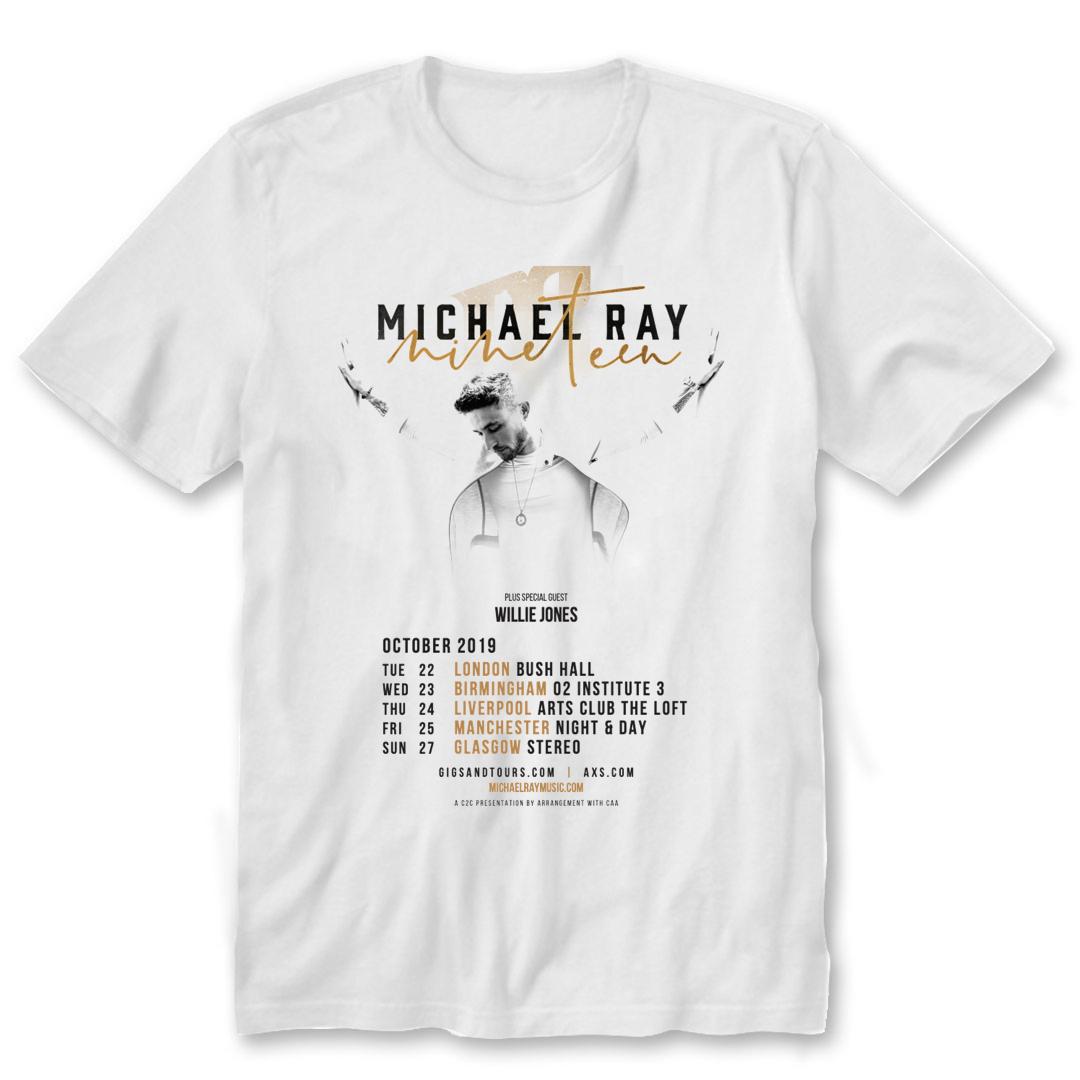 MICHAEL RAY
nineteen
PLUS SPECIAL GUEST
WILLIE JONES
OCTOBER 2019
TUE 22 LONDON BUSH HALL
WED 23 BIRMINGHAM O2 INSTITUTE 3
THU 24 LIVERPOOL ARTS CLUB THE LOFT
FRI 25 MANCHESTER NIGHT & DAY
SUN 27 GLASGOW STEREO
GIGSANDTOURS.COM | AXS.COM
MICHAELRAYMUSIC.COM
A C2C PRESENTATION BY ARRANGEMENT WITH CAA